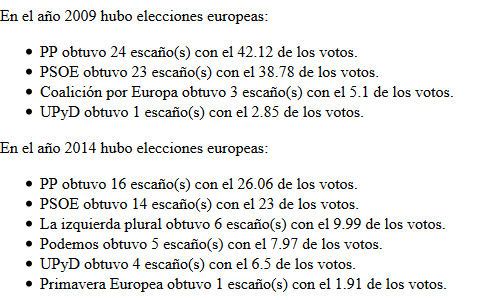 En el año 2009 hubo elecciones europeas:
• PP obtuvo 24 escaño(s) con el 42.12 de los votos.
• PSOE obtuvo 23 escaño(s) con el 38.78 de los votos.
• Coalición por Europa obtuvo 3 escaño(s) con el 5.1 de los votos.
• UPyD obtuvo 1 escaño(s) con el 2.85 de los votos.
En el año 2014 hubo elecciones europeas:
• PP obtuvo 16 escaño(s) con el 26.06 de los votos.
• PSOE obtuvo 14 escaño(s) con el 23 de los votos.
• La izquierda plural obtuvo 6 escaño(s) con el 9.99 de los votos.
• Podemos obtuvo 5 escaño(s) con el 7.97 de los votos.
• UPyD obtuvo 4 escaño(s) con el 6.5 de los votos.
• Primavera Europea obtuvo 1 escaño(s) con el 1.91 de los votos.